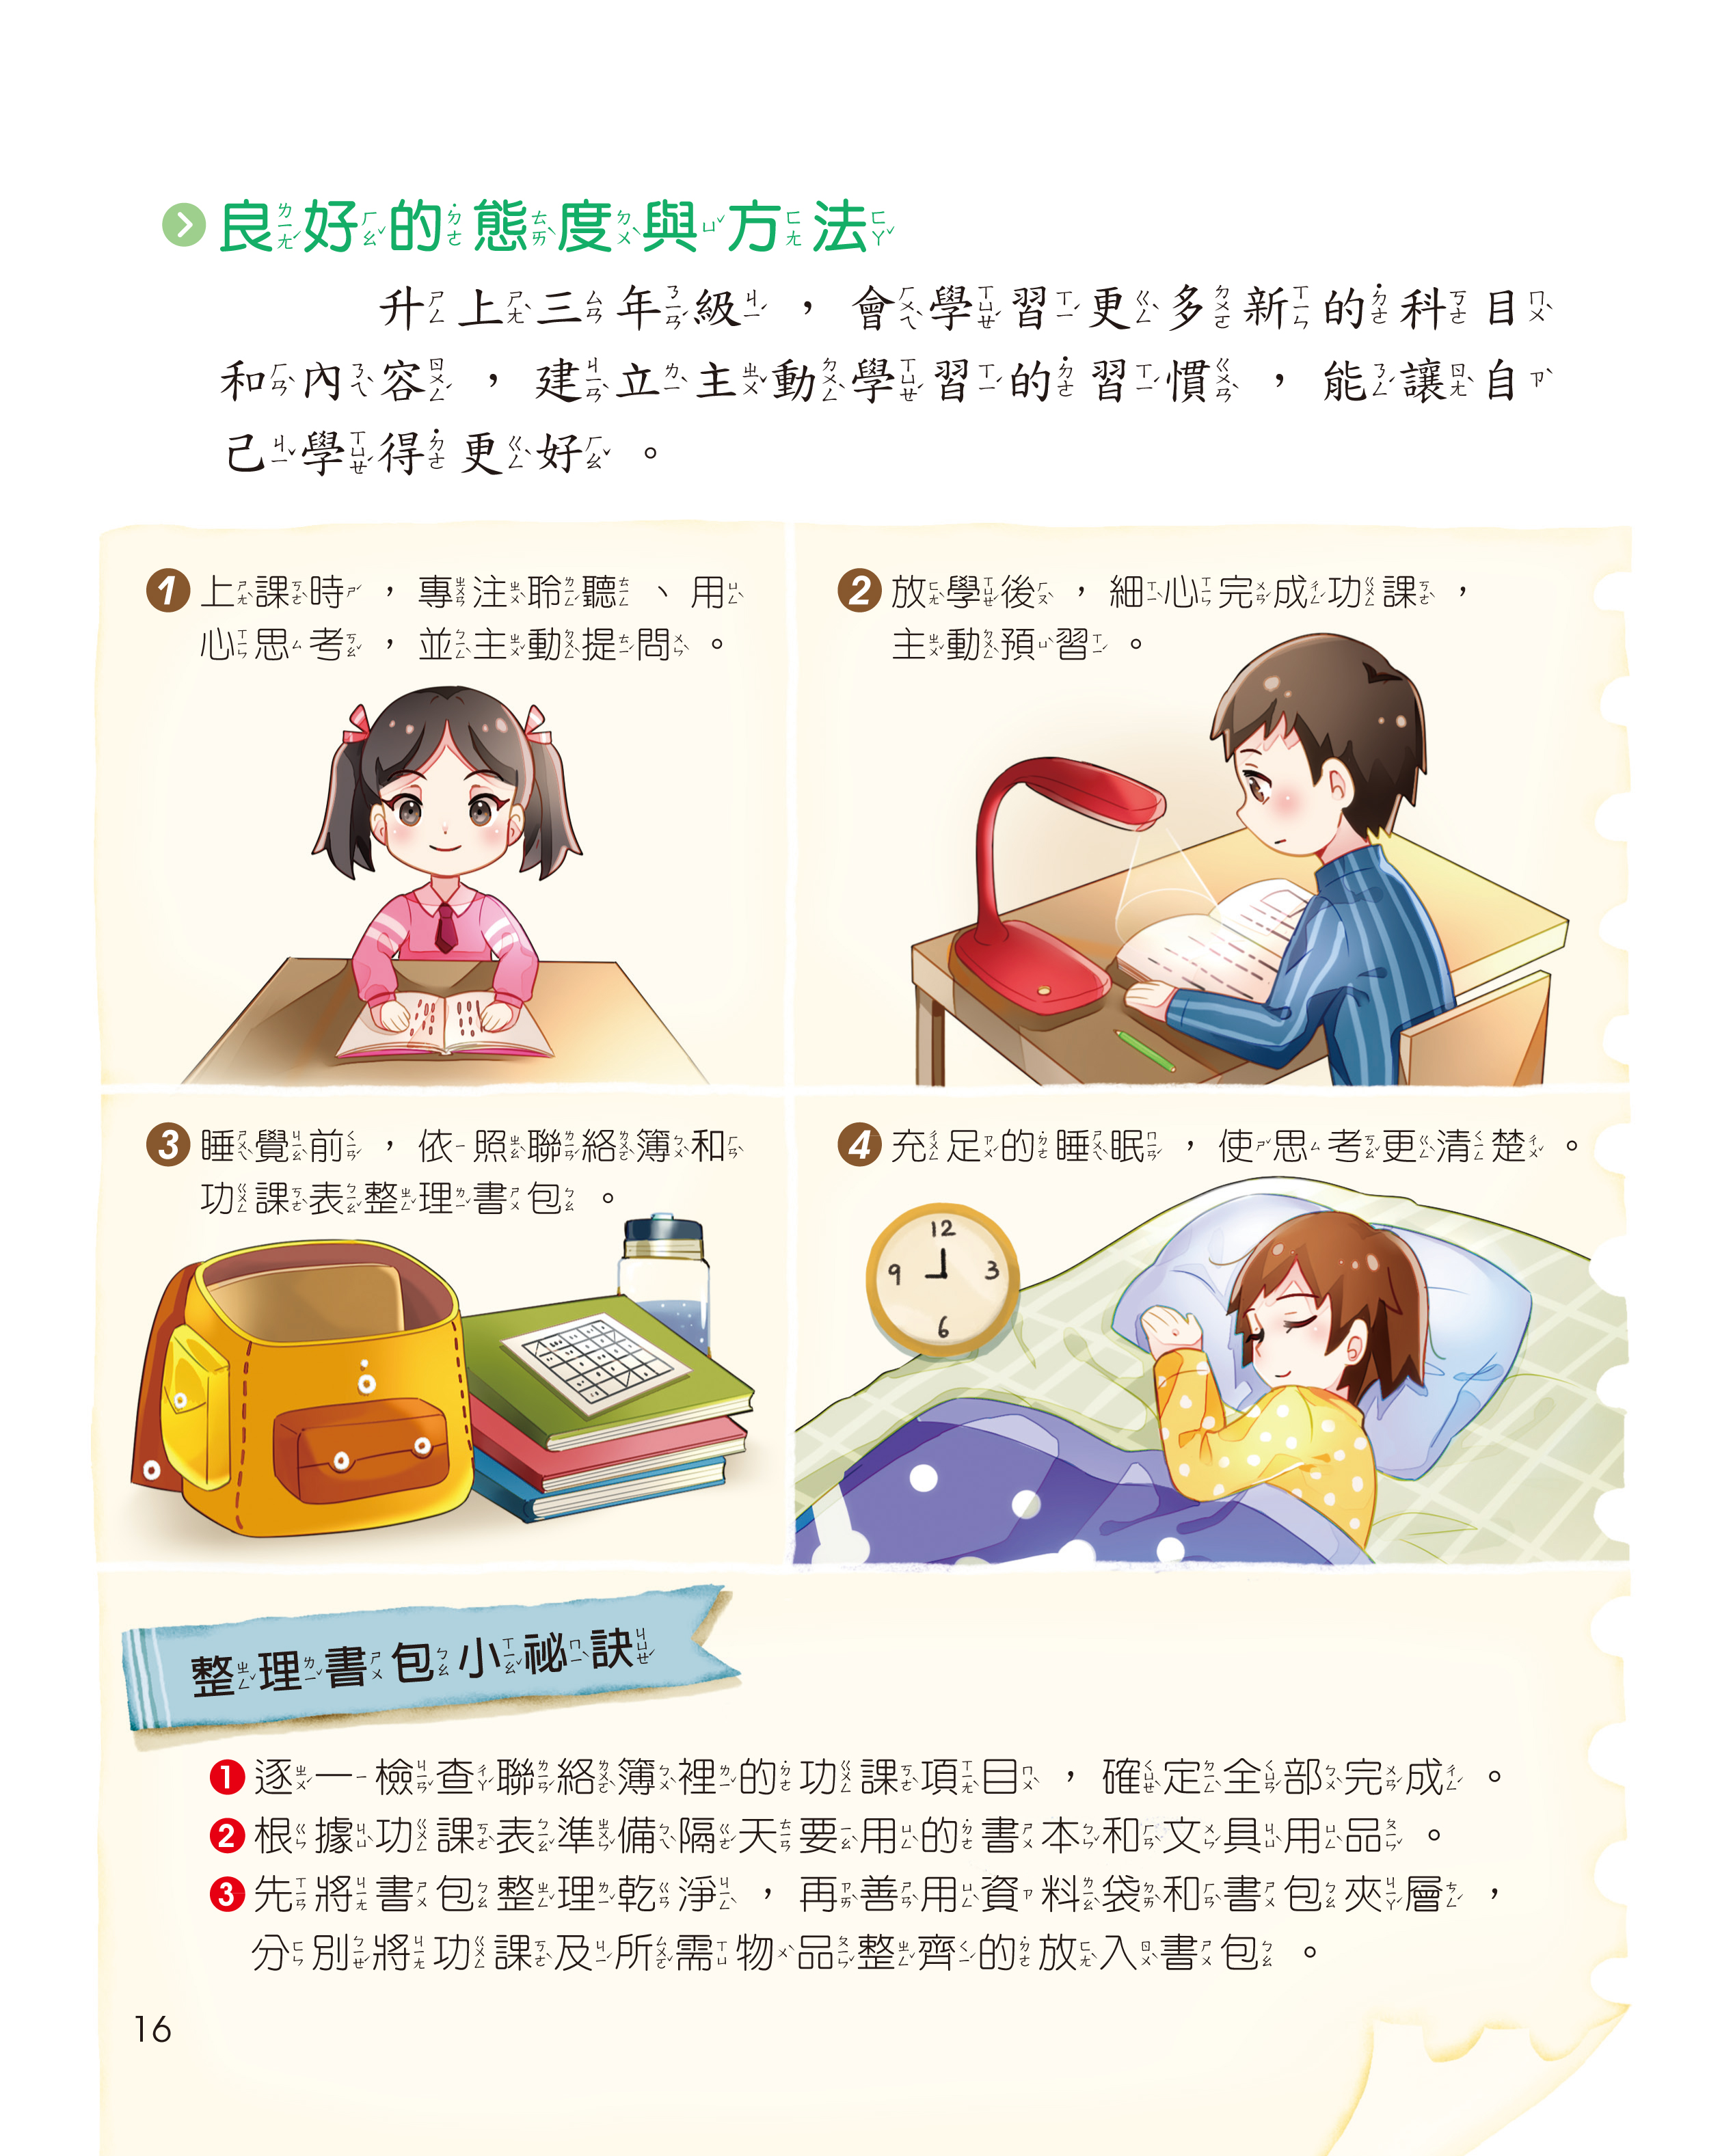 良好的態度與方法
升上三年級，會學習更多新的科目
和內容，建立主動學習的習慣，能讓自
己學得更好。
1 上課時，專注聆聽、用
心思考，並主動提問。
2 放學後，細心完成功課，
主動預習。
3 睡覺前，依照聯絡簿和
功課表整理書包。
4 充足的睡眠，使思考更清楚。
12
9 3
6
整理書包小祕訣
1 逐一檢查聯絡簿裡的功課項目，確定全部完成。
2 根據功課表準備隔天要用的書本和文具用品。
3 先將書包整理乾淨，再善用資料袋和書包夾層，
分別將功課及所需物品整齊的放入書包。
16